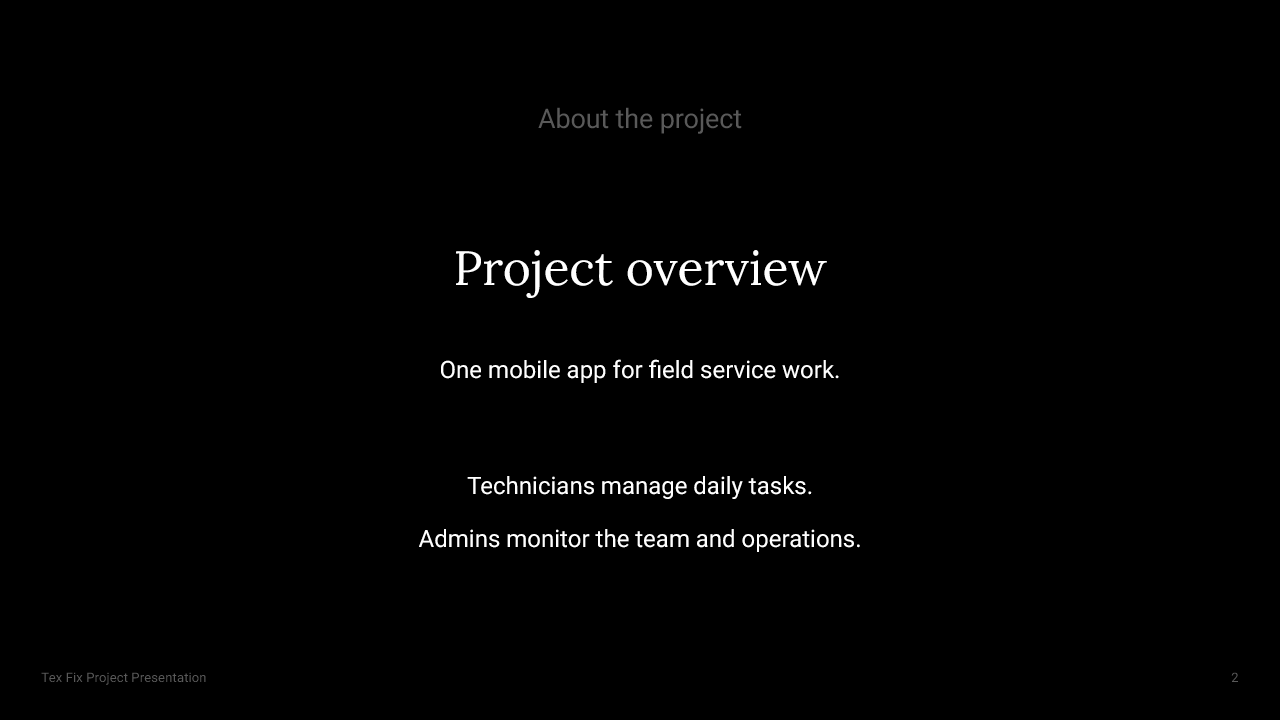 About the project
Project overview
One mobile app for field service work.
Technicians manage daily tasks.
Admins monitor the team and operations.
Tex Fix Project Presentation
2